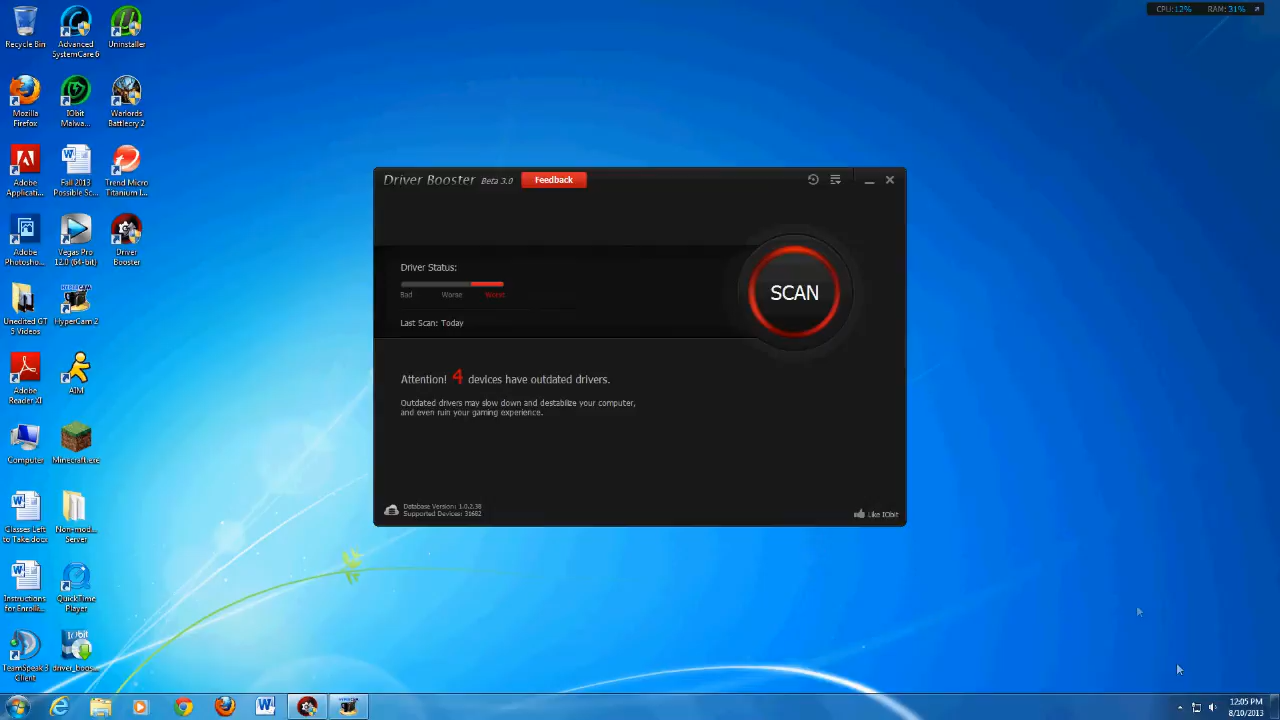 CPU:12% RAM:31%
Recycle Bin
Advanced
SystemCare 6
Uninstaller
Mozilla
Firefox
IObit
Malwa...
Warlords
Battlecry 2
Adobe
Applicati...
Fall 2013
Possible Sc...
Trend Micro
Titanium I...
Adobe
Photosho...
Vegas Pro
12.0 (64-bit)
Driver
Booster
Unedited GT
5 Videos
HyperCam 2
Adobe
Reader XI
AIM
Computer
Minecraft.exe
Classes Left
to Take.docx
Non-mod...
Server
Instructions
for Enrolli...
QuickTime
Player
TeamSpeak 3
Client
IObit
driver_boos...
Driver Booster Beta 3.0 Feedback
Driver Status:
Bad Worse Worst
Last Scan: Today
SCAN
Attention! 4 devices have outdated drivers.
Outdated drivers may slow down and destabilize your computer,
and even ruin your gaming experience.
Database Version: 1.0.2.38
Supported Devices: 31682
Like IObit
12:05 PM
8/10/2013